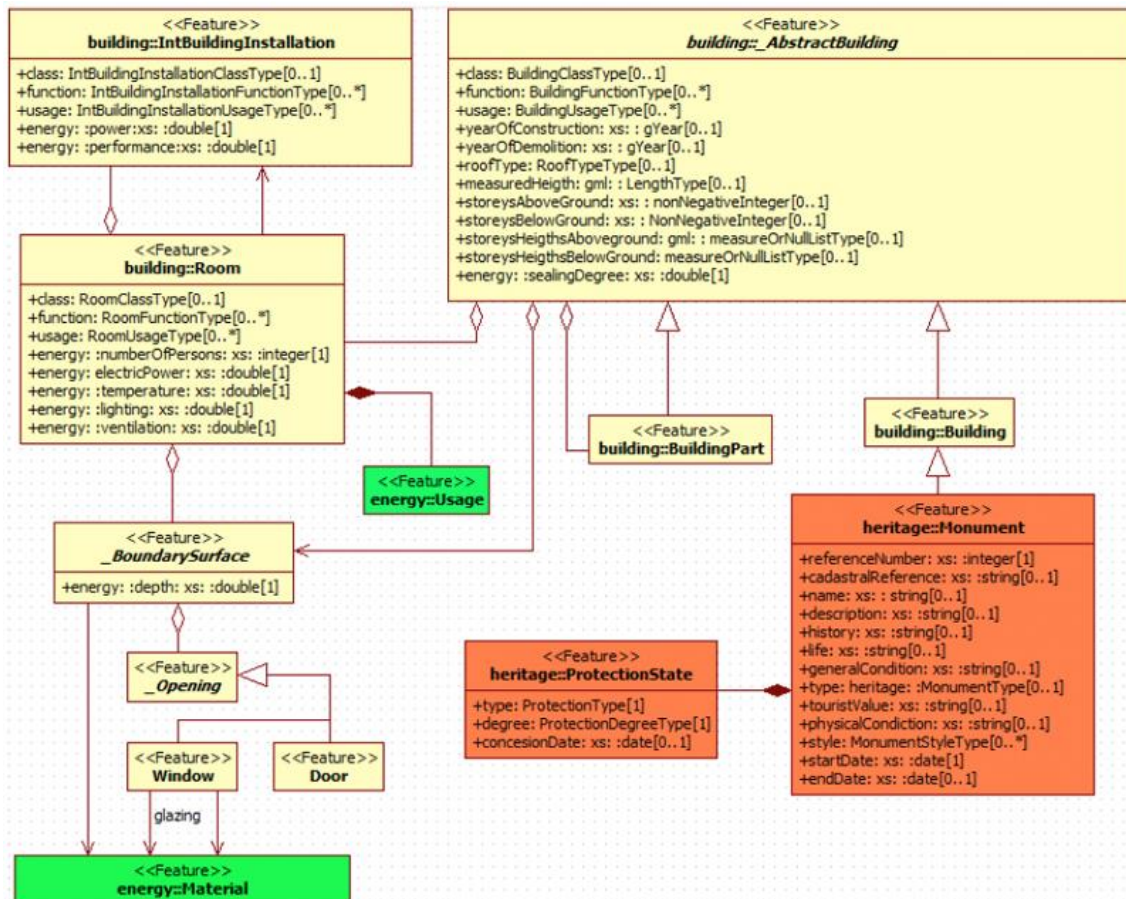 <<Feature>>
building::IntBuildingInstallation
+class: IntBuildingInstallationClassType[0..1]
+function: IntBuildingInstallationFunctionType[0..*]
+usage: IntBuildingInstallationUsageType[0..*]
+energy: :power:xs: :double[1]
+energy: :performance:xs: :double[1]
<<Feature>>
building::_AbstractBuilding
+class: BuildingClassType[0..1]
+function: BuildingFunctionType[0..*]
+usage: BuildingUsageType[0..*]
+yearOfConstruction: xs: : gYear[0..1]
+yearOfDemolition: xs: : gYear[0..1]
+roofType: RoofTypeType[0..1]
+measuredHeigth: gml: : LengthType[0..1]
+storeysAboveGround: xs: : nonNegativeInteger[0..1]
+storeysBelowGround: xs: : NonNegativeInteger[0..1]
+storeysHeigthsAboveground: gml: : measureOrNullListType[0..1]
+storeysHeigthsBelowGround: measureOrNullListType[0..1]
+energy: :sealingDegree: xs: :double[1]
<<Feature>>
building::Room
+class: RoomClassType[0..1]
+function: RoomFunctionType[0..*]
+usage: RoomUsageType[0..*]
+energy: :numberOfPersons: xs: :integer[1]
+energy: electricPower: xs: :double[1]
+energy: :temperature: xs: :double[1]
+energy: :lighting: xs: :double[1]
+energy: :ventilation: xs: :double[1]
<<Feature>>
building::BuildingPart
<<Feature>>
building::Building
<<Feature>>
energy::Usage
<<Feature>>
_BoundarySurface
+energy: :depth: xs: :double[1]
<<Feature>>
heritage::Monument
+referenceNumber: xs: :integer[1]
+cadastralReference: xs: :string[0..1]
+name: xs: : string[0..1]
+description: xs: :string[0..1]
+history: xs: :string[0..1]
+life: xs: :string[0..1]
+generalCondition: xs: :string[0..1]
+type: heritage: :MonumentType[0..1]
+touristValue: xs: :string[0..1]
+physicalCondiction: xs: :string[0..1]
+style: MonumentStyleType[0..*]
+startDate: xs: :date[1]
+endDate: xs: :date[0..1]
<<Feature>>
heritage::ProtectionState
+type: ProtectionType[1]
+degree: ProtectionDegreeType[1]
+concesionDate: xs: :date[0..1]
<<Feature>>
_Opening
<<Feature>>
Window
<<Feature>>
Door
glazing
<<Feature>>
energy::Material